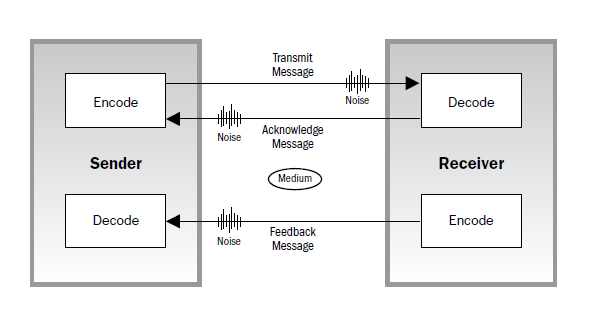 Transmit
Message
Encode
Noise
Decode
Noise
Acknowledge
Message
Sender
Medium
Receiver
Decode
Noise
Feedback
Message
Encode